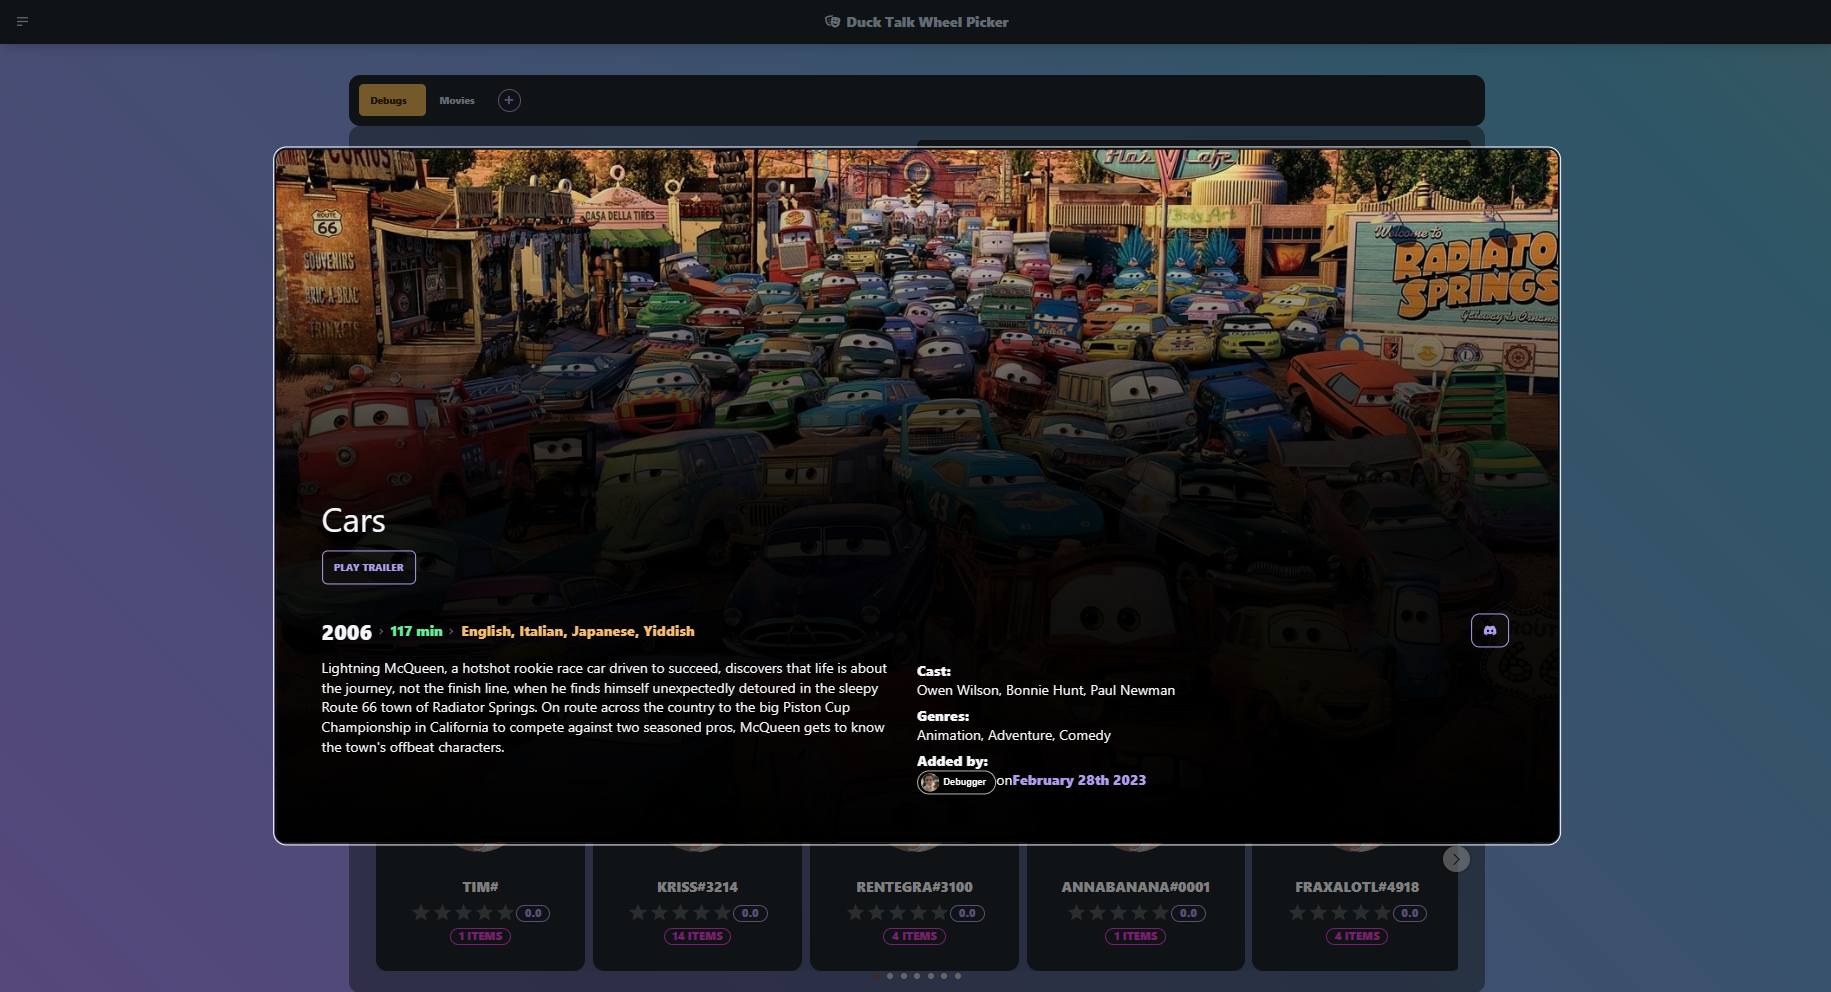 Duck Talk Wheel Picker
Debugs
Movies
CURIOS
Flo's V8 Cafe
ROUTE
66
CASA DELLA TIRES
Body Art
SOUVENIRS
BRIC-A-BRAC
TRINKETS
Welcome to
RADIATO
SPRINGS
Gateway to Ornam
43
Cars
PLAY TRAILER
2006 › 117 min › English, Italian, Japanese, Yiddish
Lightning McQueen, a hotshot rookie race car driven to succeed, discovers that life is about
the journey, not the finish line, when he finds himself unexpectedly detoured in the sleepy
Route 66 town of Radiator Springs. On route across the country to the big Piston Cup
Championship in California to compete against two seasoned pros, McQueen gets to know
the town's offbeat characters.
Cast:
Owen Wilson, Bonnie Hunt, Paul Newman
Genres:
Animation, Adventure, Comedy
Added by:
Debugger onFebruary 28th 2023
ROUTE
66
TIM#
0.0
1 ITEMS
KRISS#3214
0.0
14 ITEMS
RENTEGRA#3100
0.0
4 ITEMS
ANNABANANA#0001
0.0
1 ITEMS
FRAXALOTL#4918
0.0
4 ITEMS